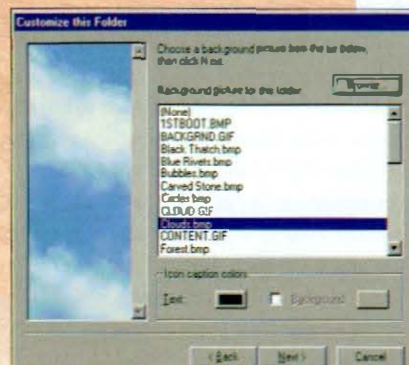 Customize this Folder
Choose a background picture from the list below,
then click Next.
Background picture for this folder:
Browse...
(None)
1STBOOT.BMP
BACKGRND.GIF
Black Thatch.bmp
Blue Rivets.bmp
Bubbles.bmp
Carved Stone.bmp
Circles.bmp
CLOUD.GIF
Clouds.bmp
CONTENT.GIF
Forest.bmp
Icon caption colors
Text:
Background:
< Back
Next >
Cancel